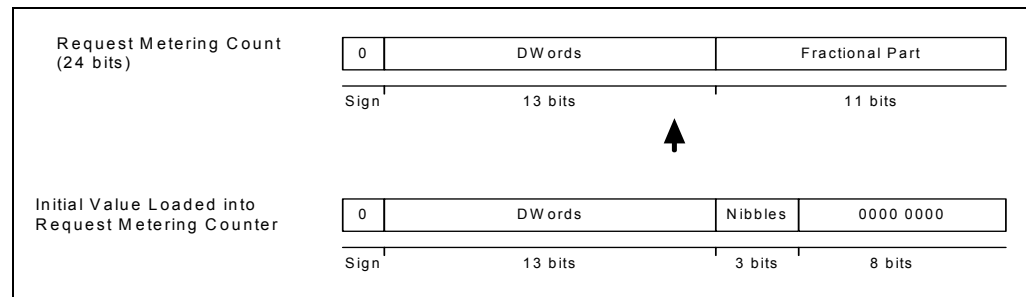 Request Metering Count
(24 bits)
0 DWords Fractional Part
Sign 13 bits 11 bits
Initial Value Loaded into
Request Metering Counter
0 DWords Nibbles 0000 0000
Sign 13 bits 3 bits 8 bits